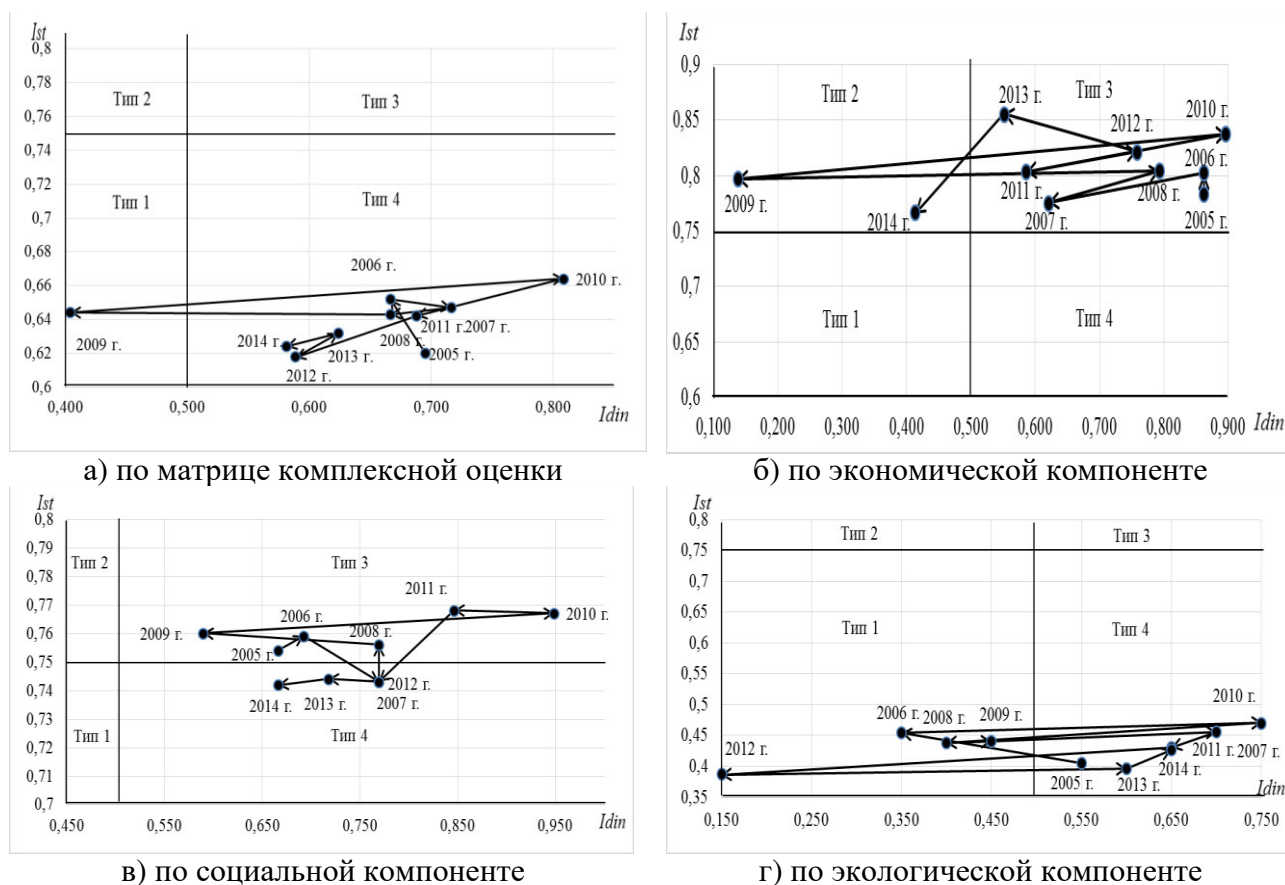 Ist
0,8
0,78
Тип 2
Тип 3
0,76
0,74
0,72
Тип 1
Тип 4
0,7
0,68
2006 г.
0,66
2010 г.
0,64
2009 г.
2014 г.
2008 г.
2011 г.
2007 г.
0,62
2013 г.
2005 г.
2012 г.
0,6
0,400
0,500
0,600
0,700
0,800
Idin
а) по матрице комплексной оценки
Ist
0,9
Тип 2
2013 г.
Тип 3
2010 г.
0,85
2012 г.
2006 г.
0,8
2009 г.
2014 г.
2011 г.
2007 г.
2008 г.
2005 г.
0,75
0,7
Тип 1
Тип 4
0,65
0,6
0,100
0,200
0,300
0,400
0,500
0,600
0,700
0,800
0,900
Idin
б) по экономической компоненте
Ist
0,8
0,79
Тип 2
Тип 3
0,78
2011 г.
0,77
2010 г.
2006 г.
2009 г.
2008 г.
0,76
2005 г.
0,75
2012 г.
0,74
2014 г.
2013 г.
2007 г.
0,73
Тип 1
Тип 4
0,72
0,71
0,7
0,450
0,550
0,650
0,750
0,850
0,950
Idin
в) по социальной компоненте
Ist
0,8
Тип 2
Тип 3
0,75
0,7
0,65
0,6
Тип 1
Тип 4
0,55
0,5
2010 г.
2006 г.
2008 г.
2009 г.
0,45
2012 г.
2011 г.
2007 г.
0,4
2005 г.
2013 г.
2014 г.
0,35
Idin
0,150
0,250
0,350
0,450
0,550
0,650
0,750
г) по экологической компоненте